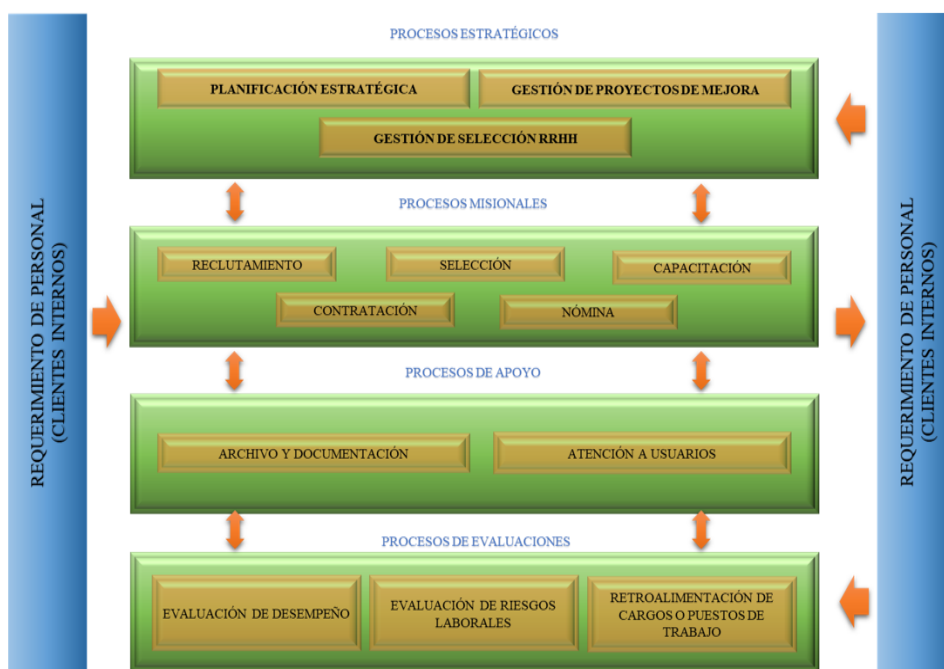 PROCESOS ESTRATÉGICOS
PLANIFICACIÓN ESTRATÉGICA
GESTIÓN DE PROYECTOS DE MEJORA
GESTIÓN DE SELECCIÓN RRHH
REQUERIMIENTO DE PERSONAL
(CLIENTES INTERNOS)
PROCESOS MISIONALES
RECLUTAMIENTO
SELECCIÓN
CAPACITACIÓN
CONTRATACIÓN
NÓMINA
PROCESOS DE APOYO
ARCHIVO Y DOCUMENTACIÓN
ATENCIÓN A USUARIOS
PROCESOS DE EVALUACIONES
EVALUACIÓN DE DESEMPEÑO
EVALUACIÓN DE RIESGOS
LABORALES
RETROALIMENTACIÓN DE
CARGOS O PUESTOS DE
TRABAJO
REQUERIMIENTO DE PERSONAL
(CLIENTES INTERNOS)